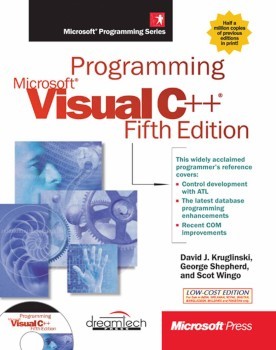 Microsoft® Programming Series
Half a
million copies
of previous
editions
in print!
Programming
Microsoft®
Visual C++®
Fifth Edition
This widely acclaimed
programmer's reference
covers:
• Control development
with ATL
• The latest database
programming
enhancements
• Recent COM
improvements
David J. Kruglinski,
George Shepherd,
and Scot Wingo
LOW-COST EDITION
Programming
Visual C++
Fifth Edition
dreamtech
PRESS
Microsoft Press